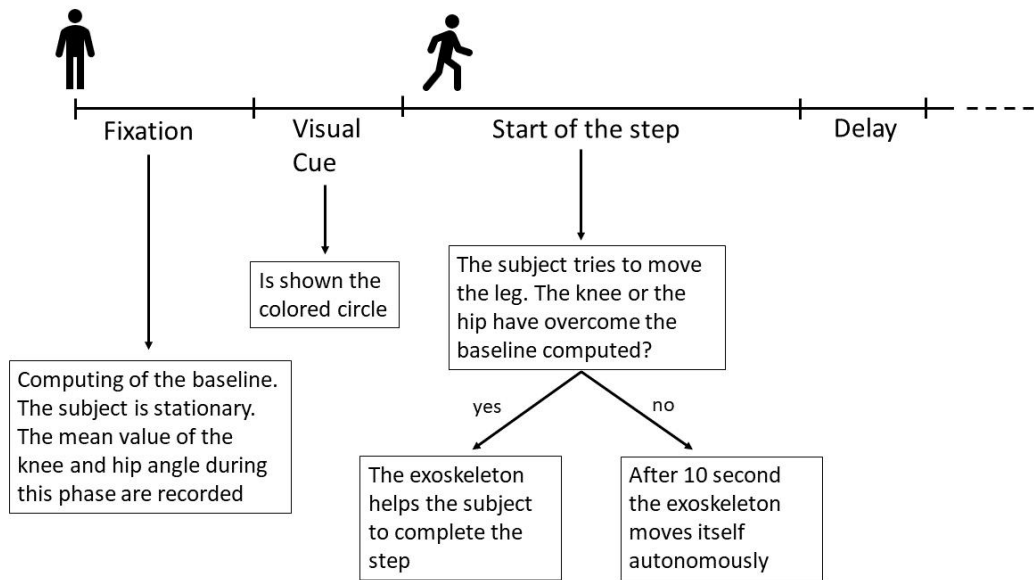 Fixation
Visual
Cue
Start of the step
Delay
Is shown the
colored circle
The subject tries to move
the leg. The knee or the
hip have overcome the
baseline computed?
Computing of the baseline.
The subject is stationary.
The mean value of the
knee and hip angle during
this phase are recorded
yes
no
The exoskeleton
helps the subject
to complete the
step
After 10 second
the exoskeleton
moves itself
autonomously